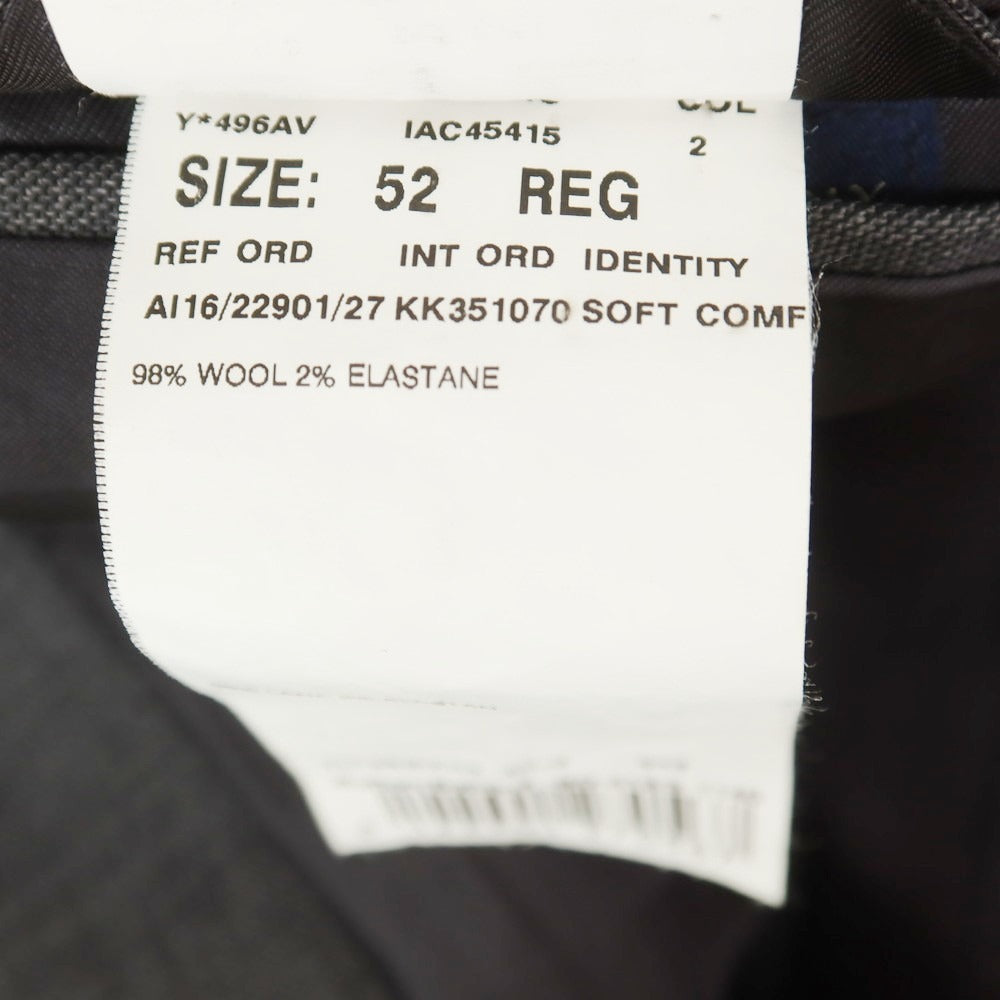 COL
Y*496AV IAC45415 2
SIZE: 52 REG
REF ORD INT ORD IDENTITY
AI16/22901/27 KK351070 SOFT COMF
98% WOOL 2% ELASTANE